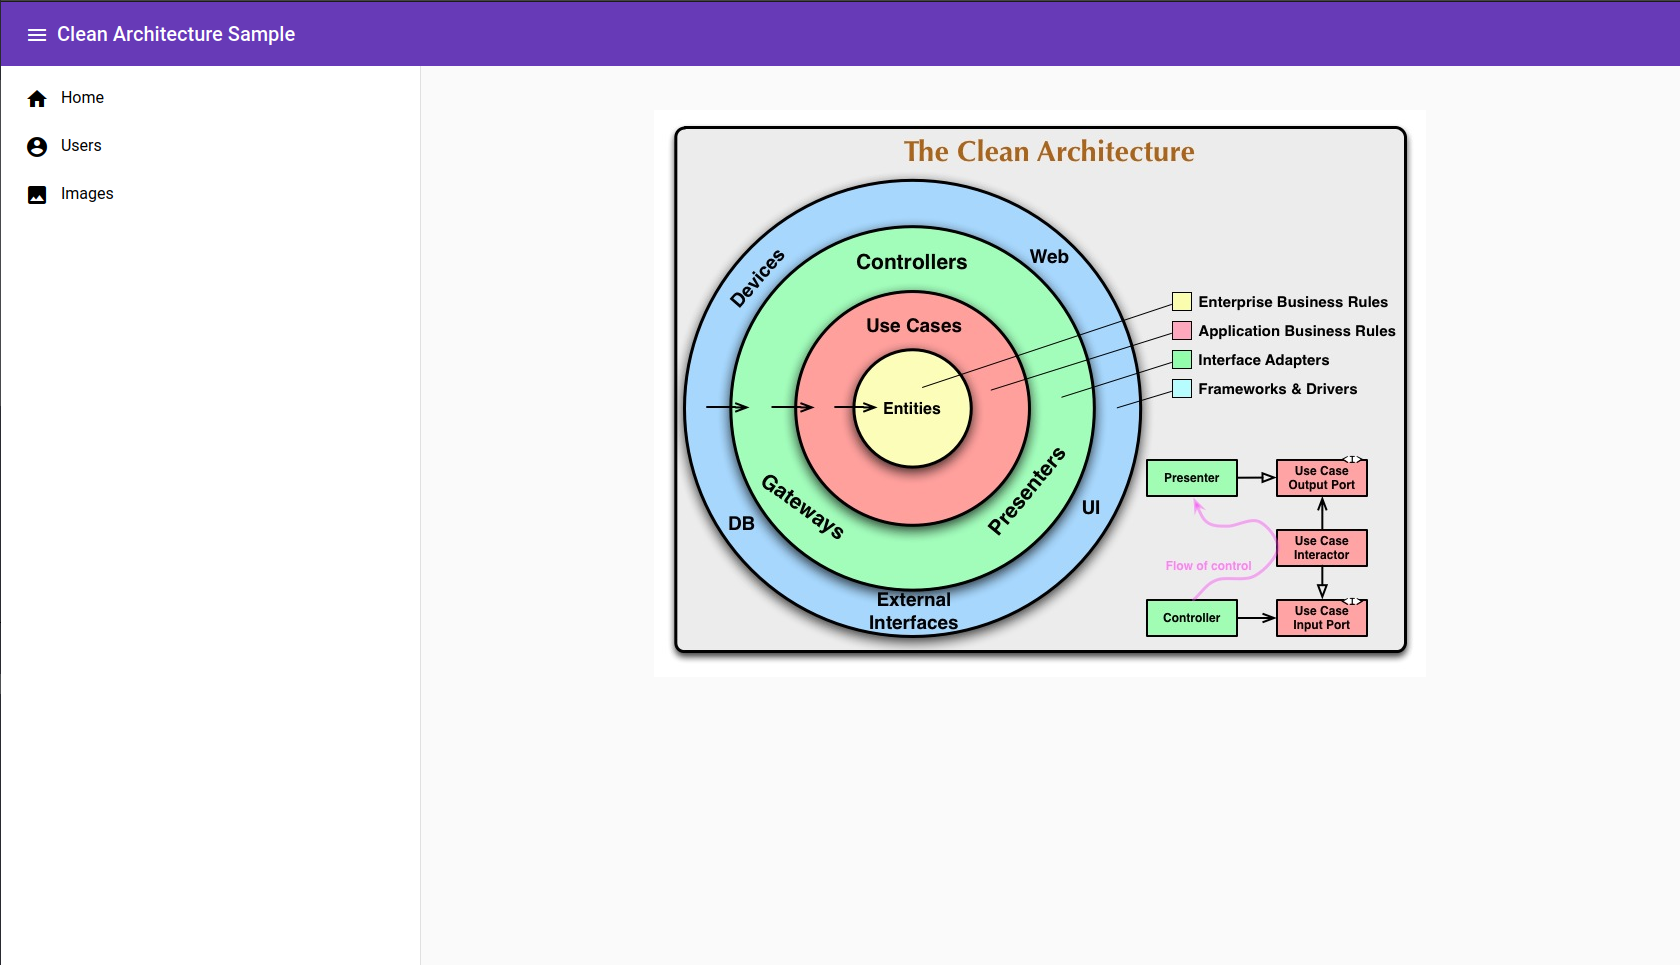 Clean Architecture Sample
Home
Users
Images
The Clean Architecture
Devices
Web
Controllers
Use Cases
Entities
Gateways
Presenters
DB
UI
External
Interfaces
Enterprise Business Rules
Application Business Rules
Interface Adapters
Frameworks & Drivers
Presenter
<I>
Use Case
Output Port
Use Case
Interactor
Flow of control
Controller
<I>
Use Case
Input Port